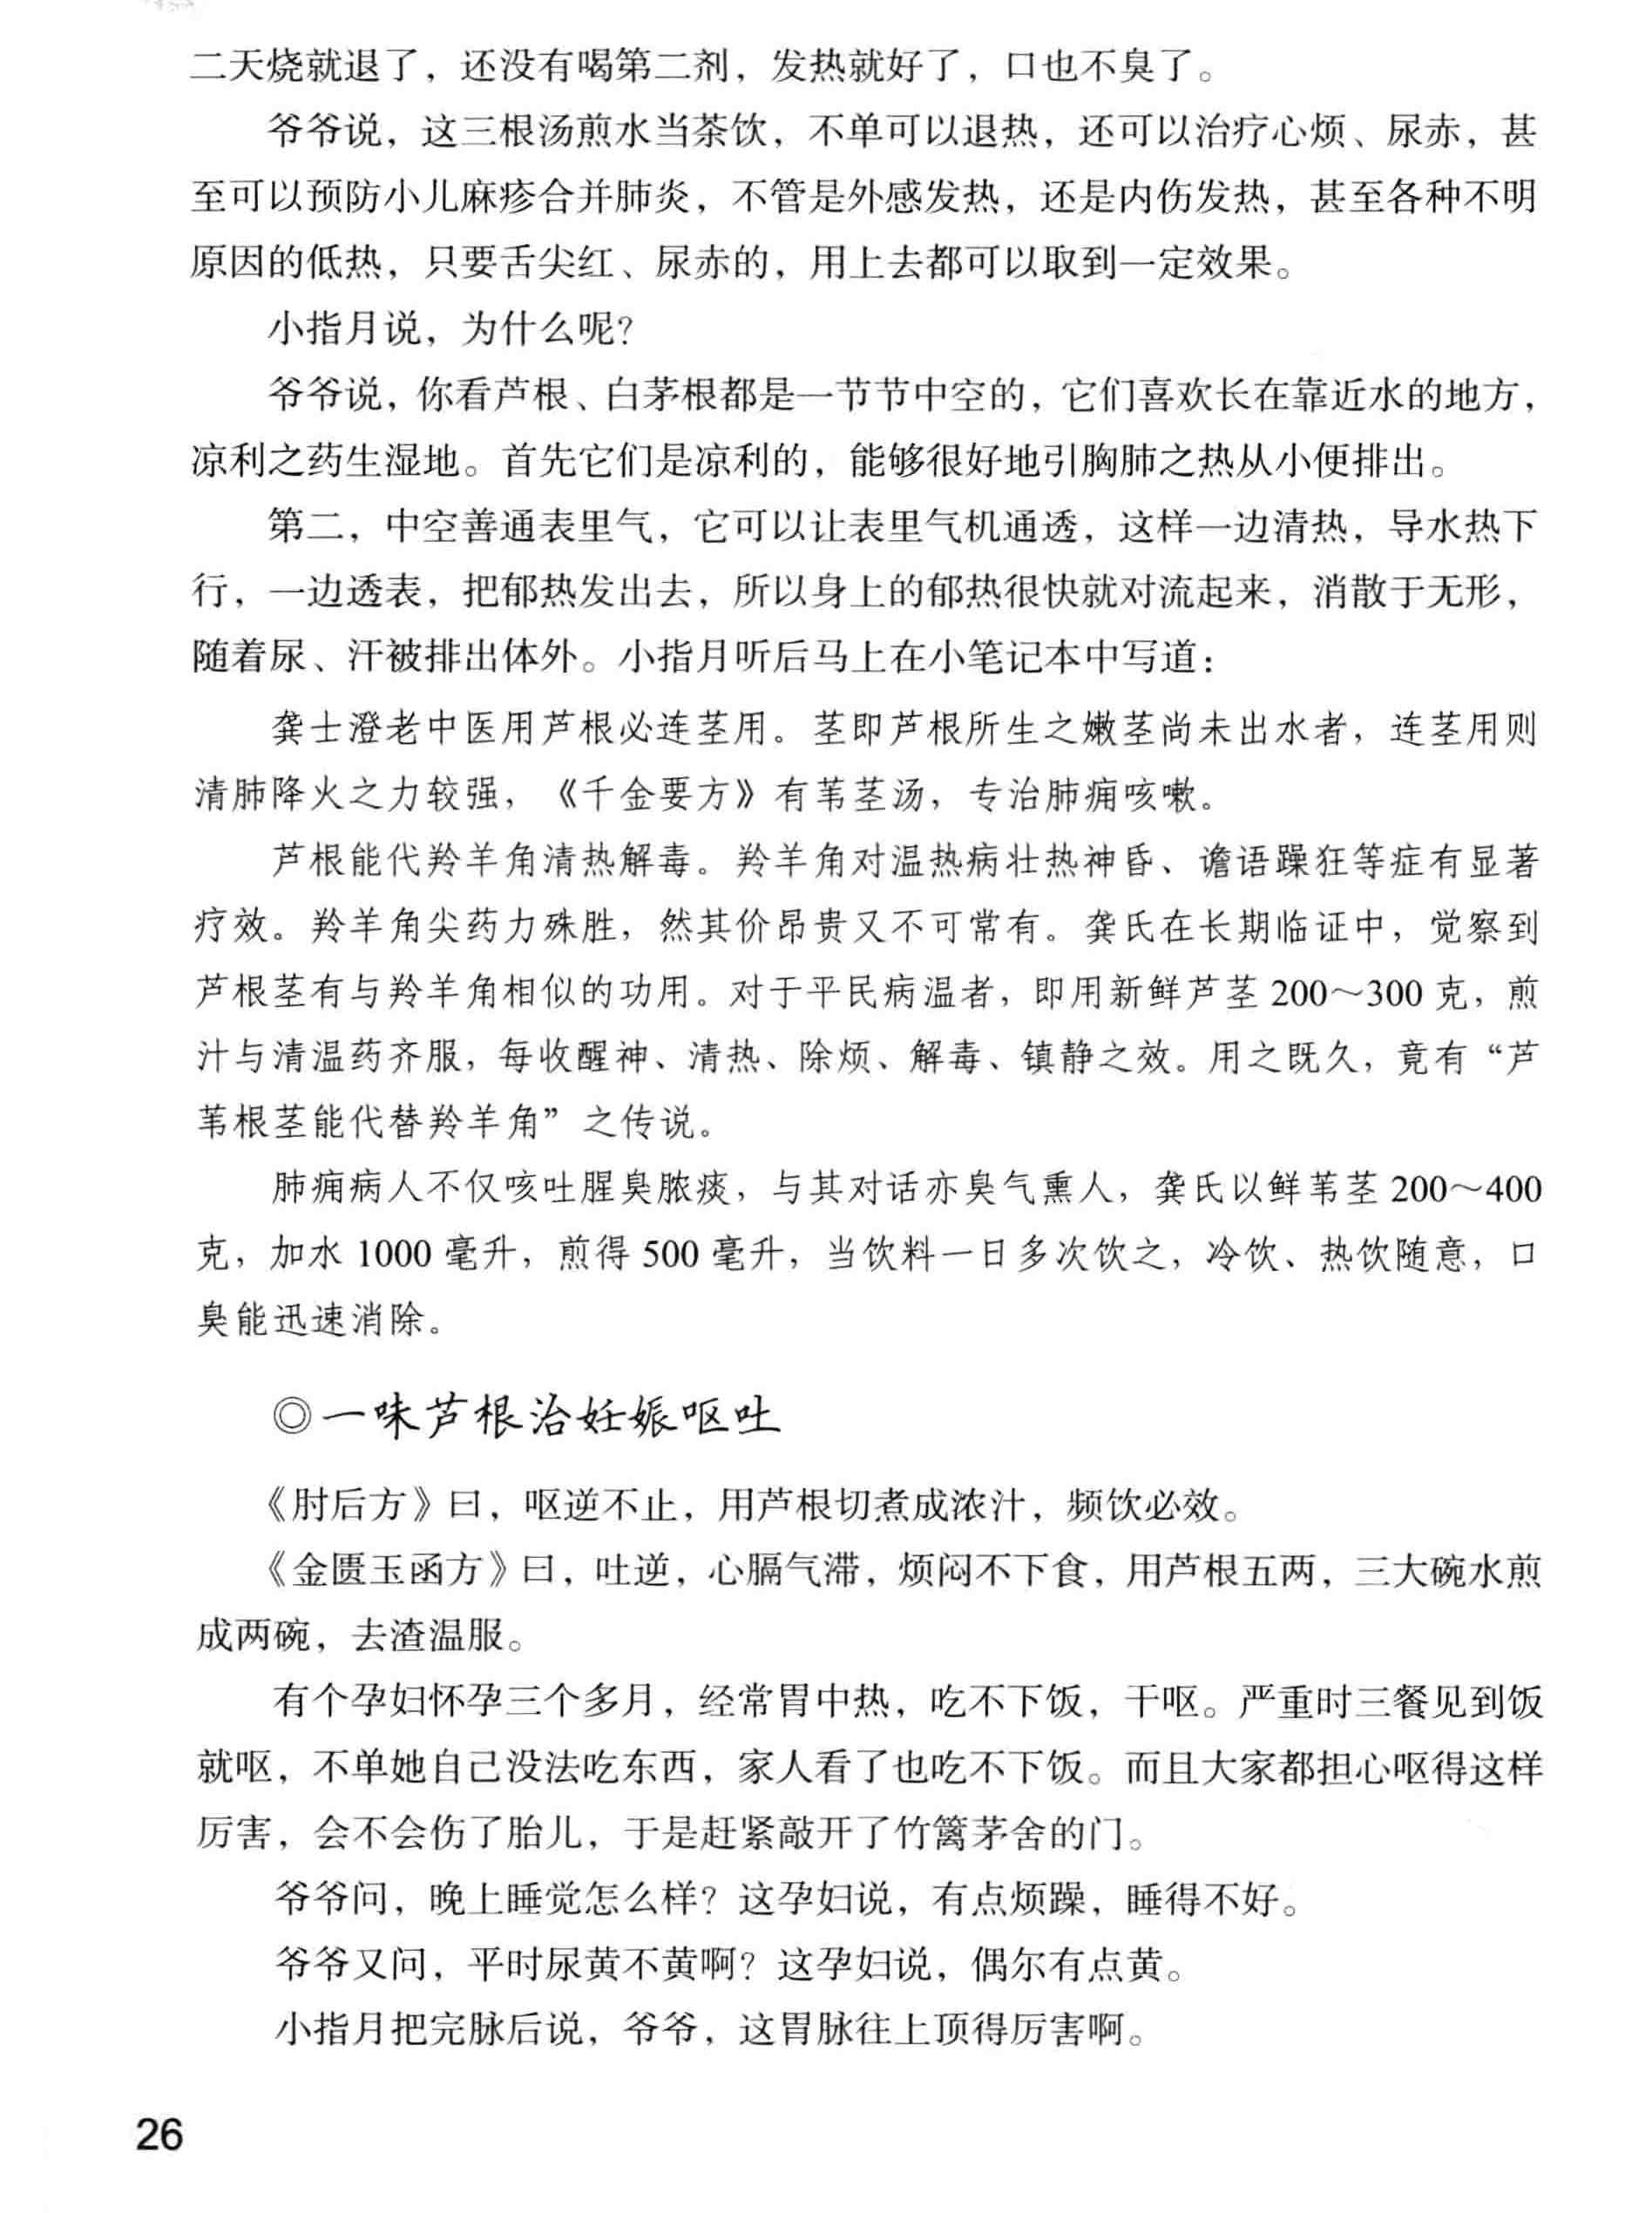 二天烧就退了，还没有喝第二剂，发热就好了，口也不臭了。
爷爷说，这三根汤煎水当茶饮，不单可以退热，还可以治疗心烦、尿赤，甚
至可以预防小儿麻疹合并肺炎，不管是外感发热，还是内伤发热，甚至各种不明
原因的低热，只要舌尖红、尿赤的，用上去都可以取到一定效果。
小指月说，为什么呢？
爷爷说，你看芦根、白茅根都是一节节中空的，它们喜欢长在靠近水的地方，
凉利之药生湿地。首先它们是凉利的，能够很好地引胸肺之热从小便排出。
第二，中空善通表里气，它可以让表里气机通透，这样一边清热，导水热下
行，一边透表，把郁热发出去，所以身上的郁热很快就对流起来，消散于无形，
随着尿、汗被排出体外。小指月听后马上在小笔记本中写道：
龚士澄老中医用芦根必连茎用。茎即芦根所生之嫩茎尚未出水者，连茎用则
清肺降火之力较强，《千金要方》有苇茎汤，专治肺痈咳嗽。
芦根能代羚羊角清热解毒。羚羊角对温热病壮热神昏、谵语躁狂等症有显著
疗效。羚羊角尖药力殊胜，然其价昂贵又不可常有。龚氏在长期临证中，觉察到
芦根茎有与羚羊角相似的功用。对于平民病温者，即用新鲜芦茎 200～300 克，煎
汁与清温药齐服，每收醒神、清热、除烦、解毒、镇静之效。用之既久，竟有“芦
苇根茎能代替羚羊角”之传说。
肺痈病人不仅咳吐腥臭脓痰，与其对话亦臭气熏人，龚氏以鲜苇茎 200～400
克，加水 1000 毫升，煎得 500 毫升，当饮料一日多次饮之，冷饮、热饮随意，口
臭能迅速消除。
◎一味芦根治妊娠呕吐
《肘后方》曰，呕逆不止，用芦根切煮成浓汁，频饮必效。
《金匮玉函方》曰，吐逆，心膈气滞，烦闷不下食，用芦根五两，三大碗水煎
成两碗，去渣温服。
有个孕妇怀孕三个多月，经常胃中热，吃不下饭，干呕。严重时三餐见到饭
就呕，不单她自己没法吃东西，家人看了也吃不下饭。而且大家都担心呕得这样
厉害，会不会伤了胎儿，于是赶紧敲开了竹篱茅舍的门。
爷爷问，晚上睡觉怎么样？这孕妇说，有点烦躁，睡得不好。
爷爷又问，平时尿黄不黄啊？这孕妇说，偶尔有点黄。
小指月把完脉后说，爷爷，这胃脉往上顶得厉害啊。
26